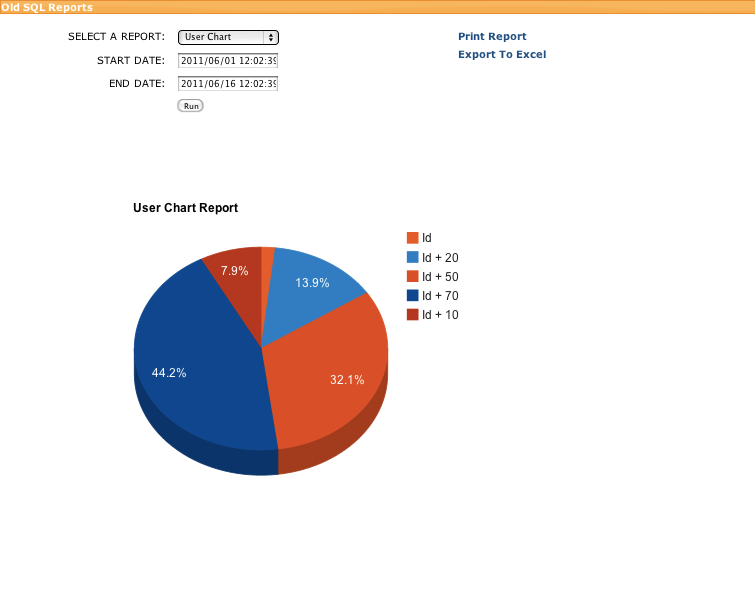 Old SQL Reports
SELECT A REPORT: User Chart
Print Report
START DATE: 2011/06/01 12:02:39
Export To Excel
END DATE: 2011/06/16 12:02:39
Run
User Chart Report
Id
Id + 20
Id + 50
Id + 70
Id + 10
7.9%
13.9%
44.2%
32.1%